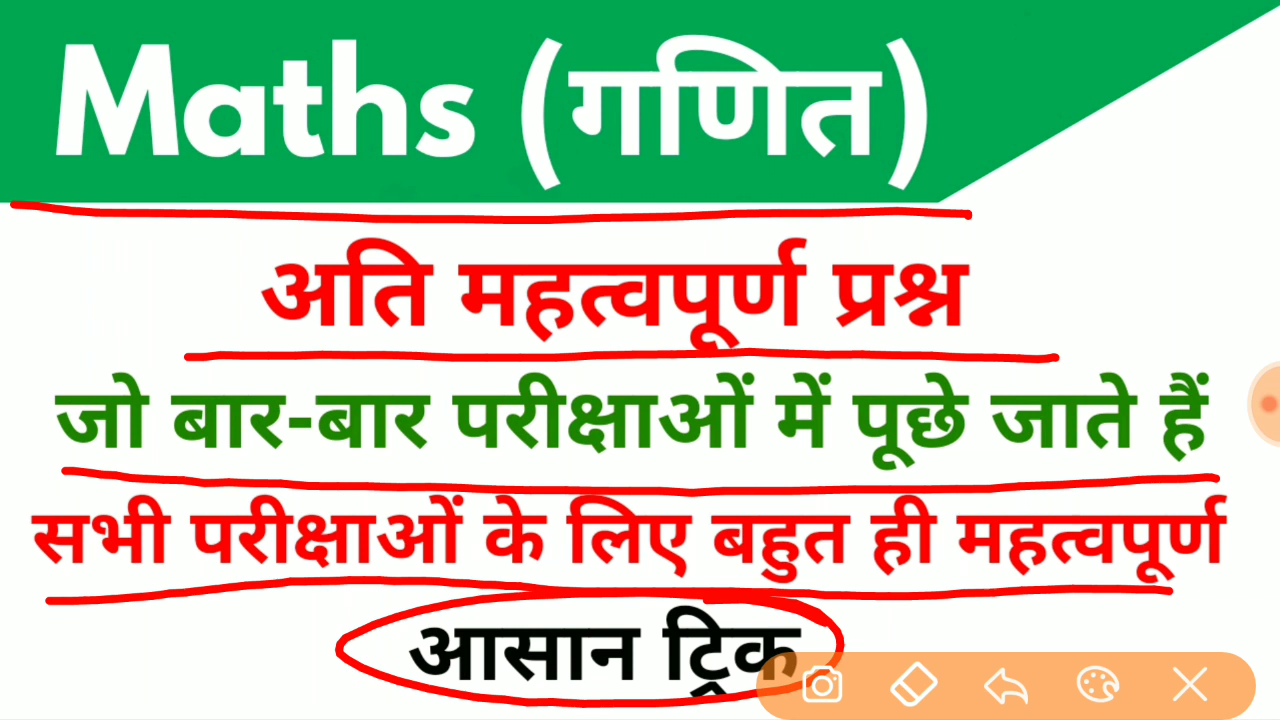 Maths (गणित)
अति महत्वपूर्ण प्रश्न
जो बार-बार परीक्षाओं में पूछे जाते हैं
सभी परीक्षाओं के लिए बहुत ही महत्वपूर्ण
आसान ट्रिक